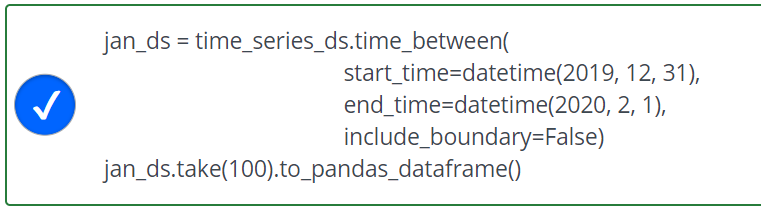 jan_ds = time_series_ds.time_between(
start_time=datetime(2019, 12, 31),
end_time=datetime(2020, 2, 1),
include_boundary=False)
jan_ds.take(100).to_pandas_dataframe()